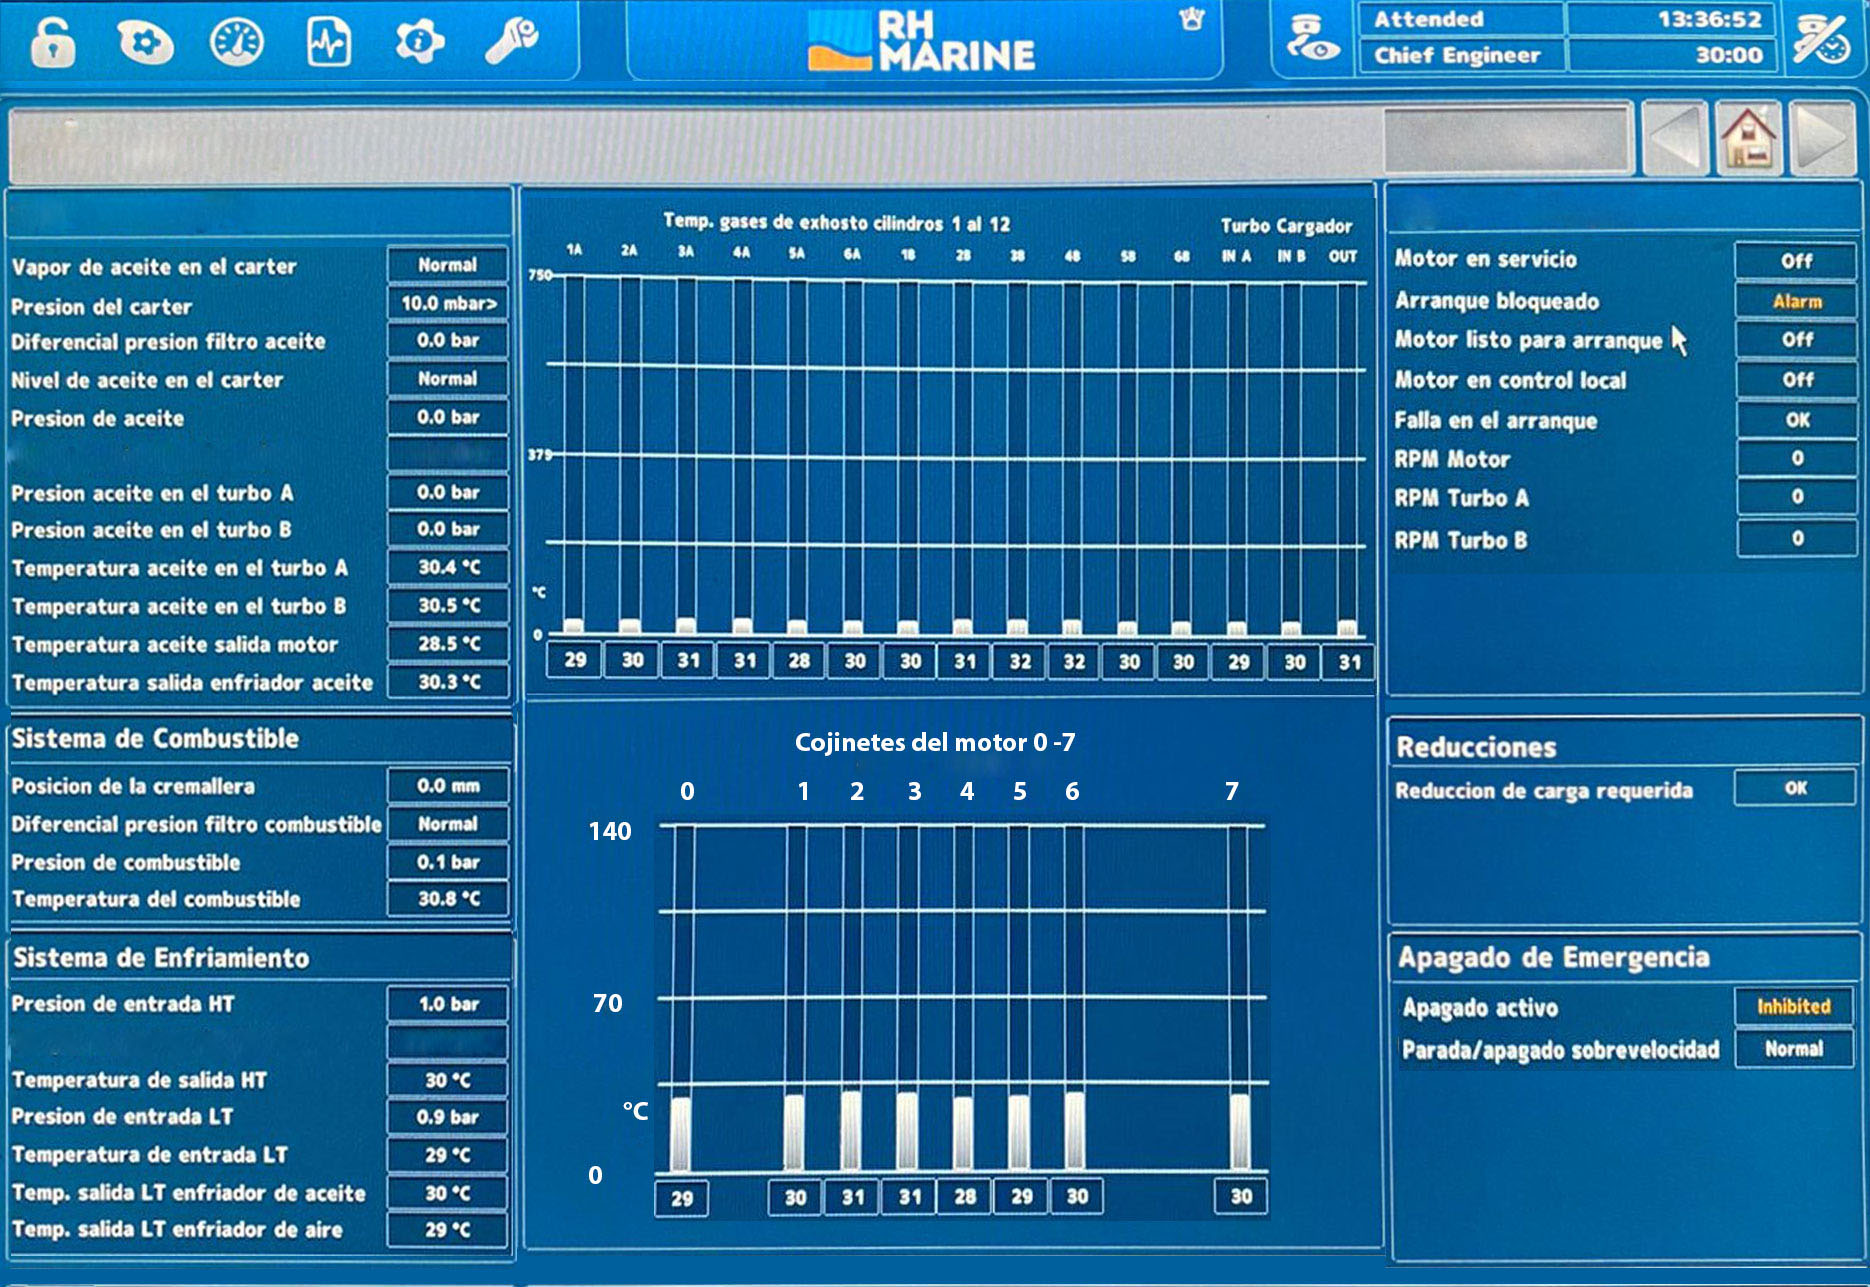 RH
MARINE
Attended 13:36:52
Chief Engineer 30:00
Vapor de aceite en el carter Normal
Presion del carter 10.0 mbar>
Diferencial presion filtro aceite 0.0 bar
Nivel de aceite en el carter Normal
Presion de aceite 0.0 bar
Presion aceite en el turbo A 0.0 bar
Presion aceite en el turbo B 0.0 bar
Temperatura aceite en el turbo A 30.4 °C
Temperatura aceite en el turbo B 30.5 °C
Temperatura aceite salida motor 28.5 °C
Temperatura salida enfriador aceite 30.3 °C
Sistema de Combustible
Posicion de la cremallera 0.0 mm
Diferencial presion filtro combustible Normal
Presion de combustible 0.1 bar
Temperatura del combustible 30.8 °C
Sistema de Enfriamiento
Presion de entrada HT 1.0 bar
Temperatura de salida HT 30 °C
Presion de entrada LT 0.9 bar
Temperatura de entrada LT 29 °C
Temp. salida LT enfriador de aceite 30 °C
Temp. salida LT enfriador de aire 29 °C
Temp. gases de exhosto cilindros 1 al 12 Turbo Cargador
1A 2A 3A 4A 5A 6A 1B 2B 3B 4B 5B 6B IN A IN B OUT
750
379
°C
0
29 30 31 31 28 30 30 31 32 32 30 30 29 30 31
Cojinetes del motor 0 -7
0 1 2 3 4 5 6 7
140
70
°C
0
29 30 31 31 28 29 30 30
Motor en servicio Off
Arranque bloqueado Alarm
Motor listo para arranque Off
Motor en control local Off
Falla en el arranque OK
RPM Motor 0
RPM Turbo A 0
RPM Turbo B 0
Reducciones
Reduccion de carga requerida OK
Apagado de Emergencia
Apagado activo Inhibited
Parada/apagado sobrevelocidad Normal